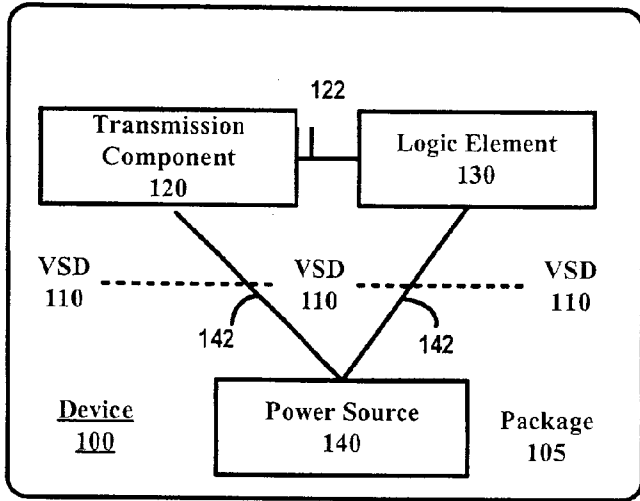 122
Transmission
Component
120
Logic Element
130
VSD
110
VSD
110
VSD
110
142
142
Device
100
Power Source
140
Package
105